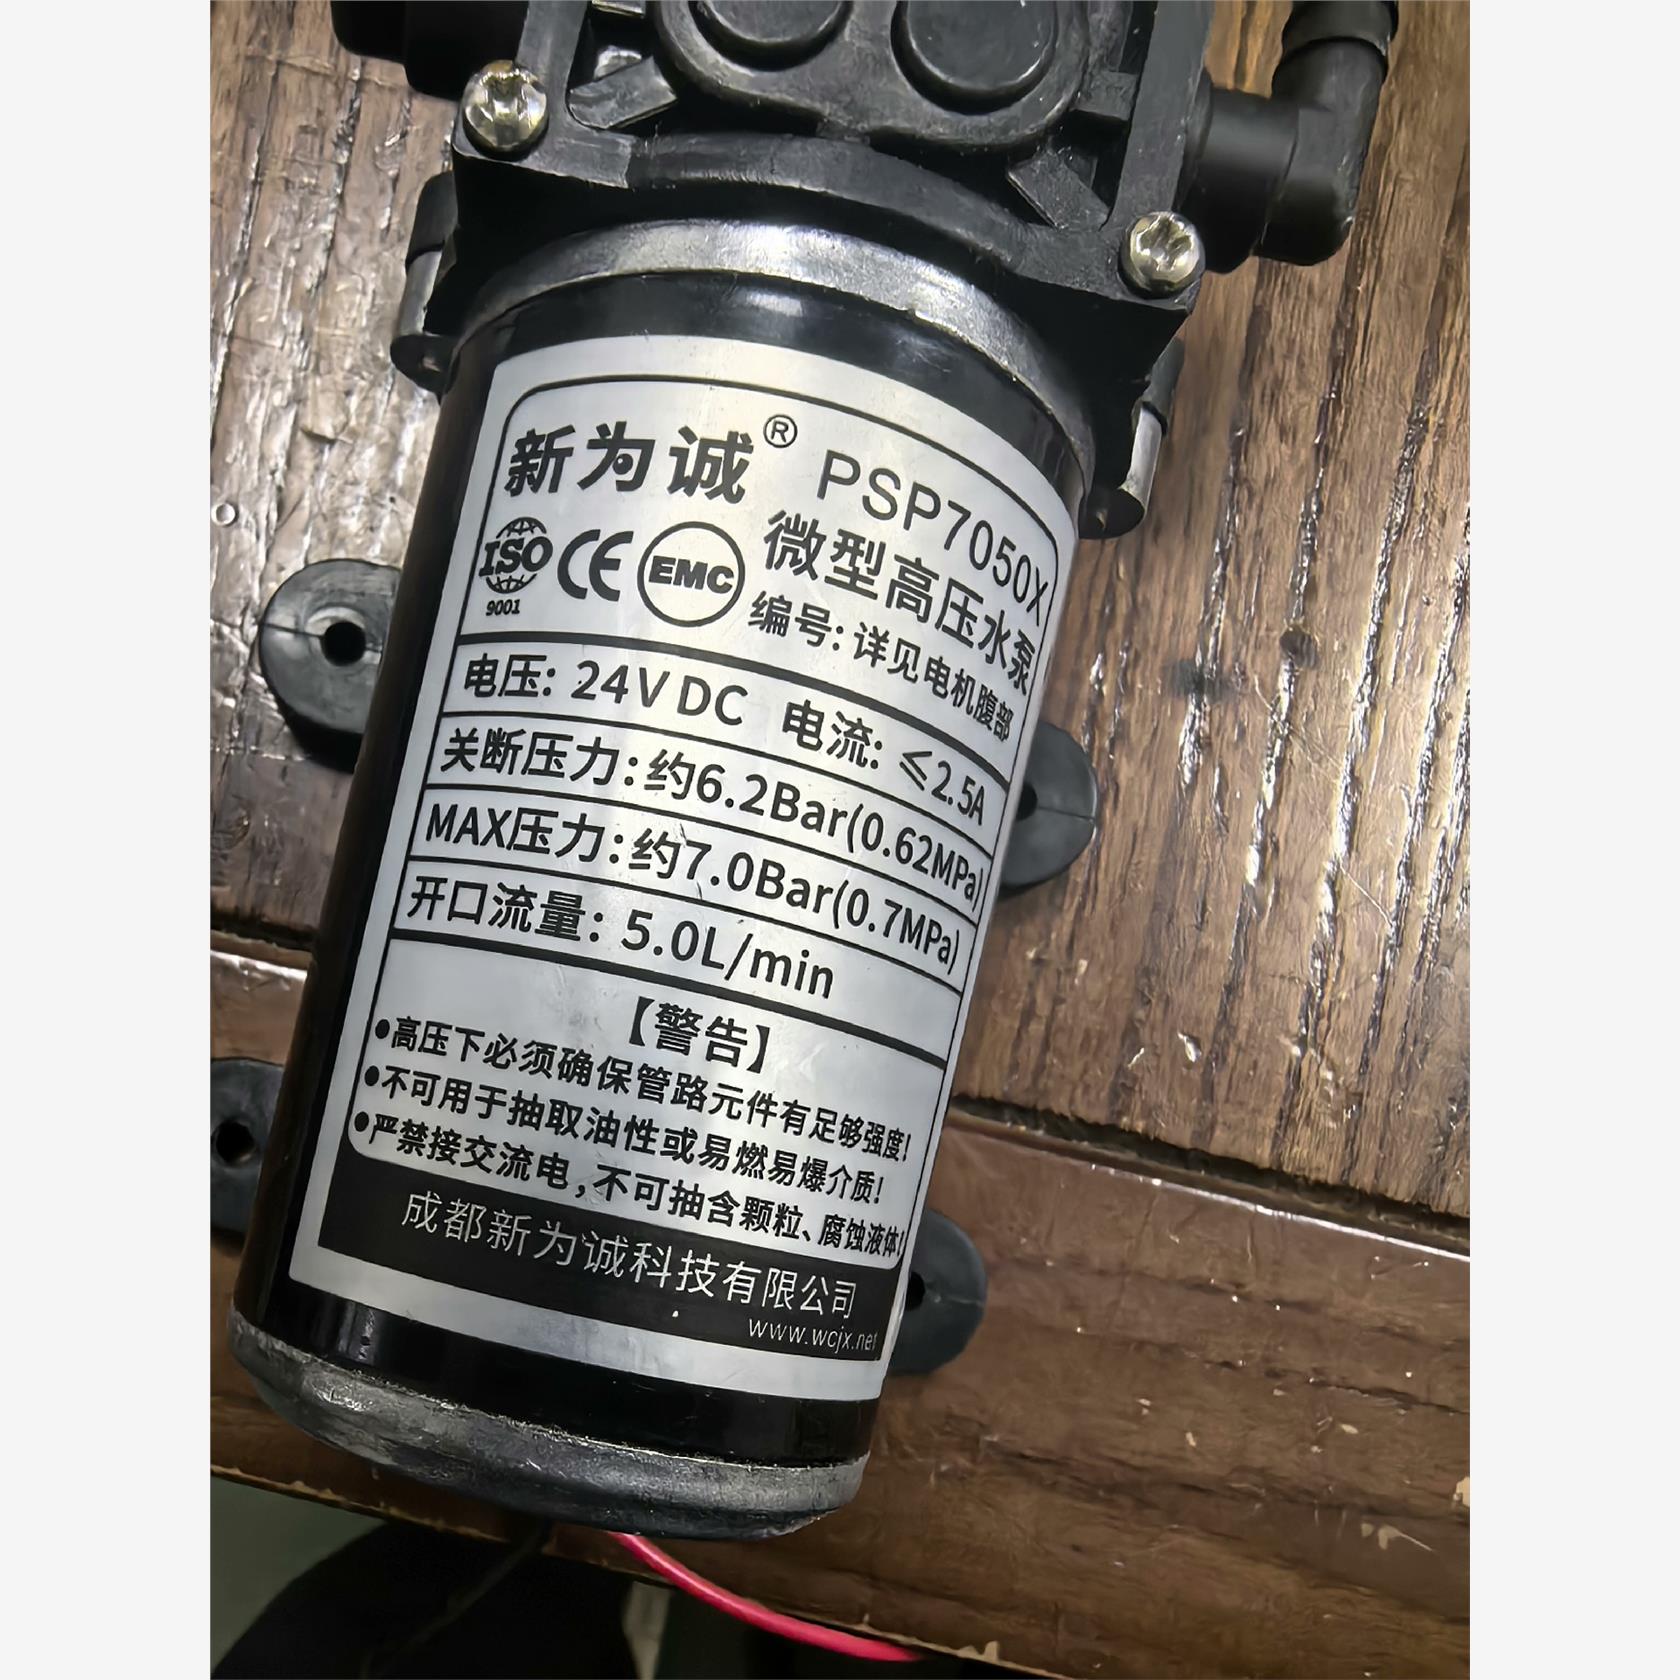 新为诚® PSP7050X
ISO 9001 CE EMC 微型高压水泵
编号: 详见电机腹部
电压: 24V DC 电流: ≤2.5A
关断压力: 约6.2Bar(0.62MPa)
MAX压力: 约7.0Bar(0.7MPa)
开口流量: 5.0L/min
【警告】
●高压下必须确保管路元件有足够强度!
●不可用于抽取油性或易燃易爆介质!
●严禁接交流电,不可抽含颗粒、腐蚀液体!
成都新为诚科技有限公司
www.wcjx.net